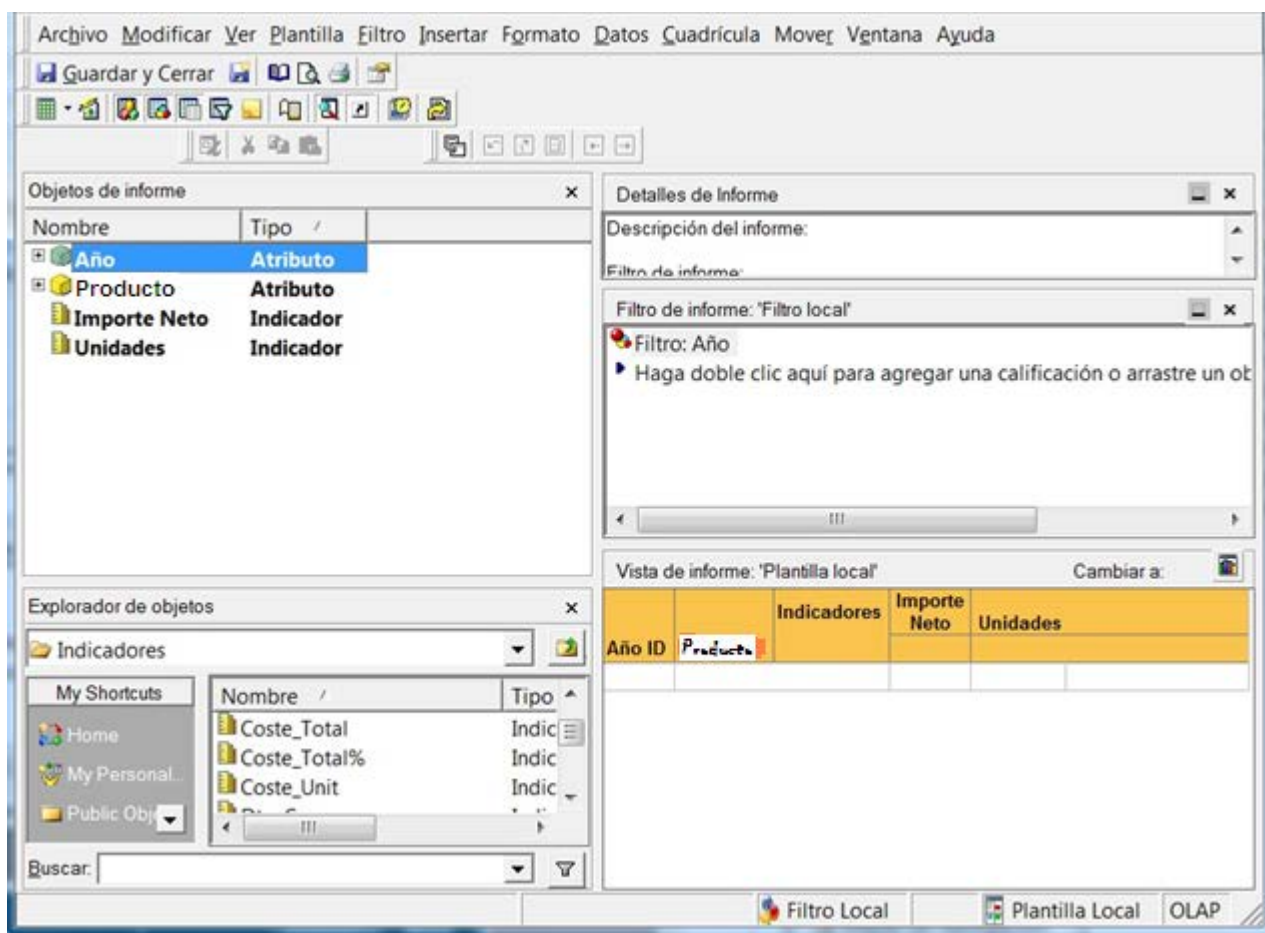 Archivo Modificar Ver Plantilla Filtro Insertar Formato Datos Cuadrícula Mover Ventana Ayuda
Guardar y Cerrar
Objetos de informe
Nombre Tipo
Año Atributo
Producto Atributo
Importe Neto Indicador
Unidades Indicador
Detalles de Informe
Descripción del informe:
Filtro de informe:
Filtro de informe: 'Filtro local'
Filtro: Año
Haga doble clic aquí para agregar una calificación o arrastre un ob
Vista de informe: 'Plantilla local' Cambiar a:
Indicadores Importe Neto Unidades
Año ID Producto
Explorador de objetos
Indicadores
My Shortcuts
Home
My Personal...
Public Obj
Nombre Tipo
Coste_Total Indic
Coste_Total% Indic
Coste_Unit Indic
Buscar:
Filtro Local Plantilla Local OLAP